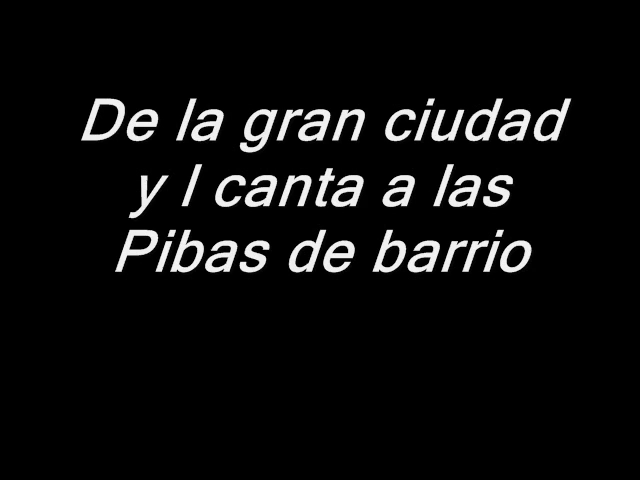 De la gran ciudad
y l canta a las
Pibas de barrio